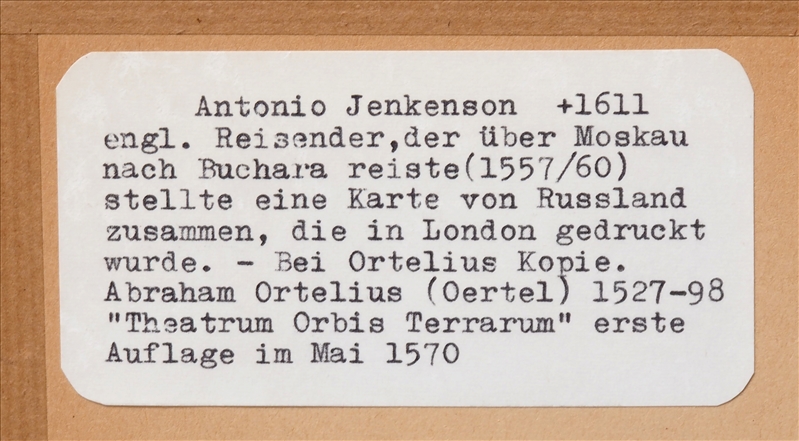 Antonio Jenkenson +1611
engl. Reisender,der über Moskau
nach Buchara reiste(1557/60)
stellte eine Karte von Russland
zusammen, die in London gedruckt
wurde. - Bei Ortelius Kopie.
Abraham Ortelius (Oertel) 1527-98
"Theatrum Orbis Terrarum" erste
Auflage im Mai 1570